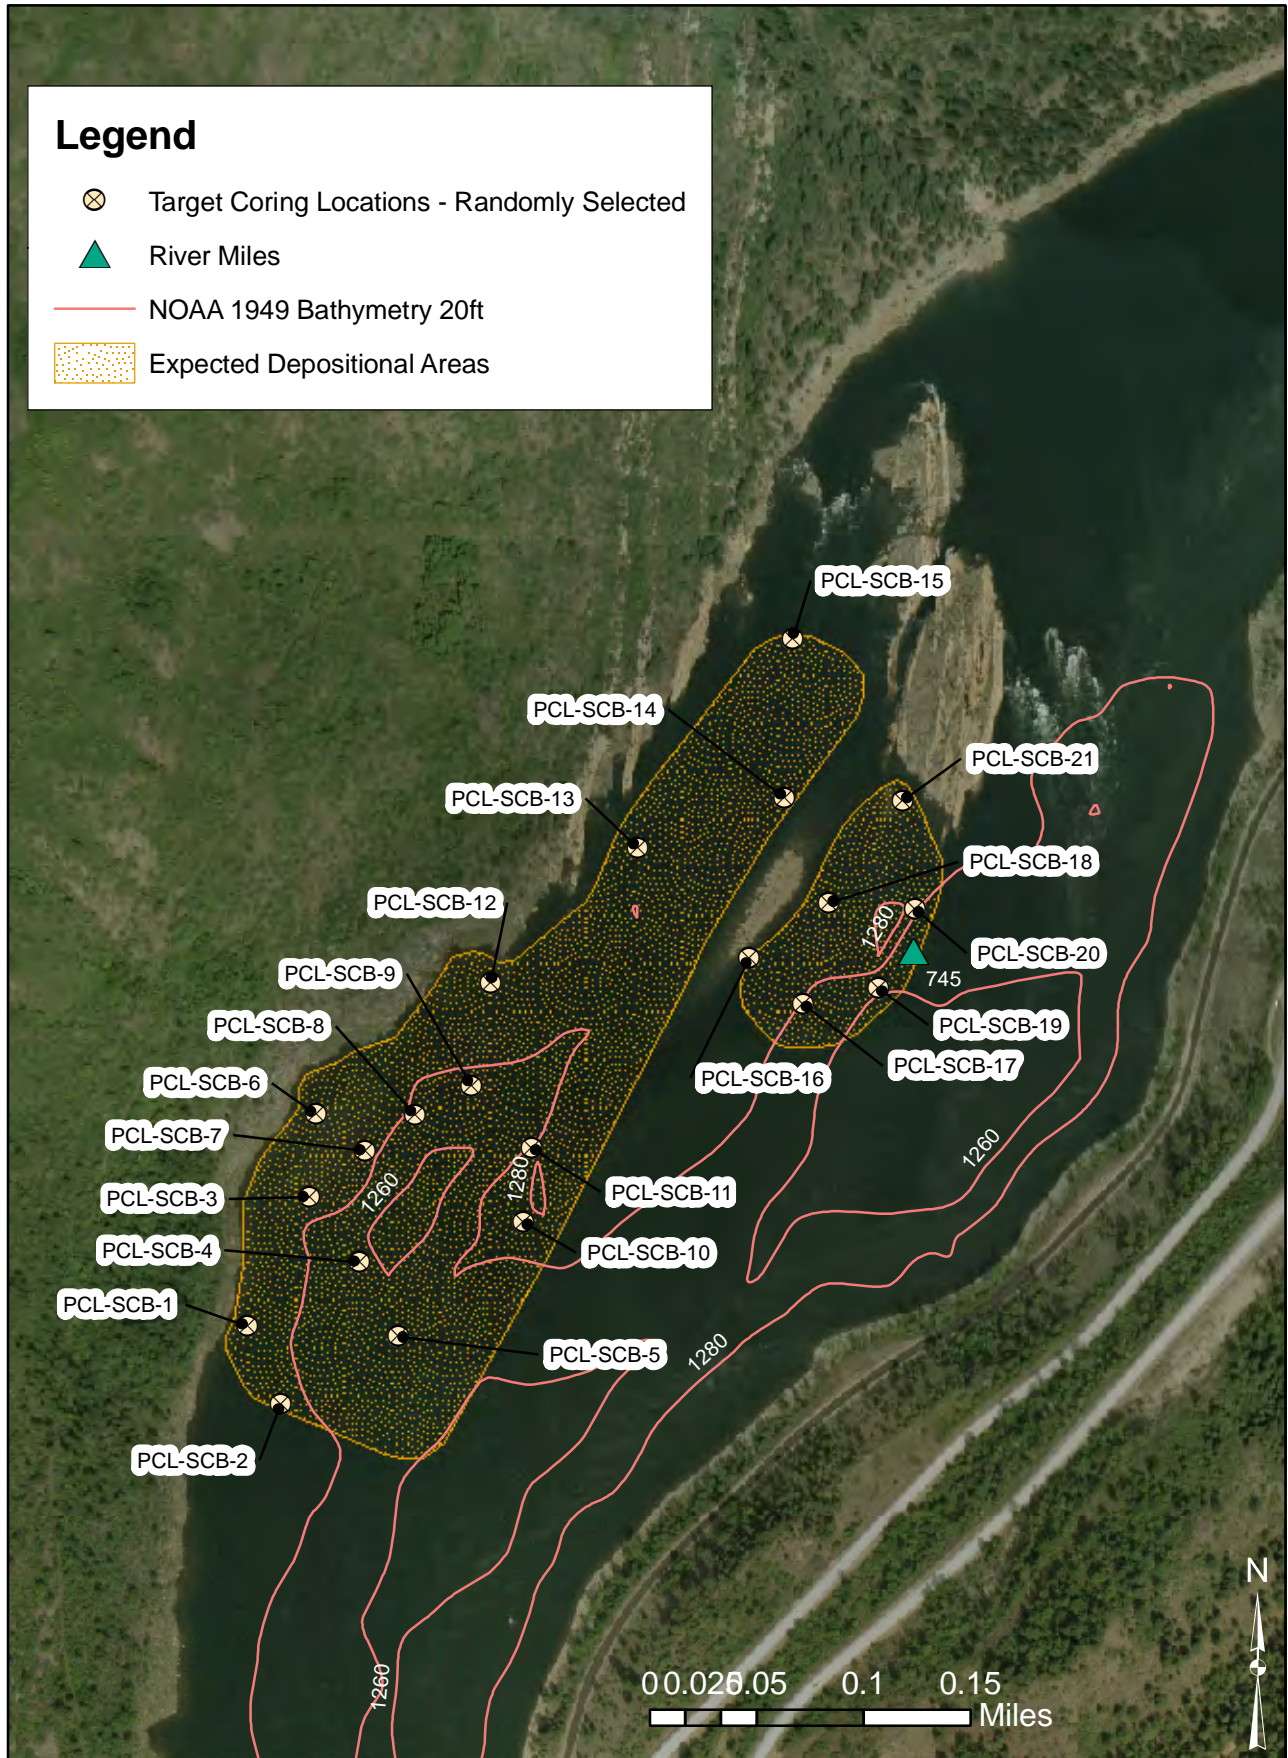 Legend
Target Coring Locations - Randomly Selected
River Miles
NOAA 1949 Bathymetry 20ft
Expected Depositional Areas
PCL-SCB-15
PCL-SCB-14
PCL-SCB-21
PCL-SCB-13
PCL-SCB-18
PCL-SCB-12
1280
PCL-SCB-20
PCL-SCB-9
745
PCL-SCB-8
PCL-SCB-19
PCL-SCB-17
PCL-SCB-16
PCL-SCB-6
PCL-SCB-7
1260
1280
1260
PCL-SCB-11
PCL-SCB-3
PCL-SCB-4
PCL-SCB-10
PCL-SCB-1
1280
PCL-SCB-5
PCL-SCB-2
N
1260
0 0.025 0.05 0.1 0.15
Miles